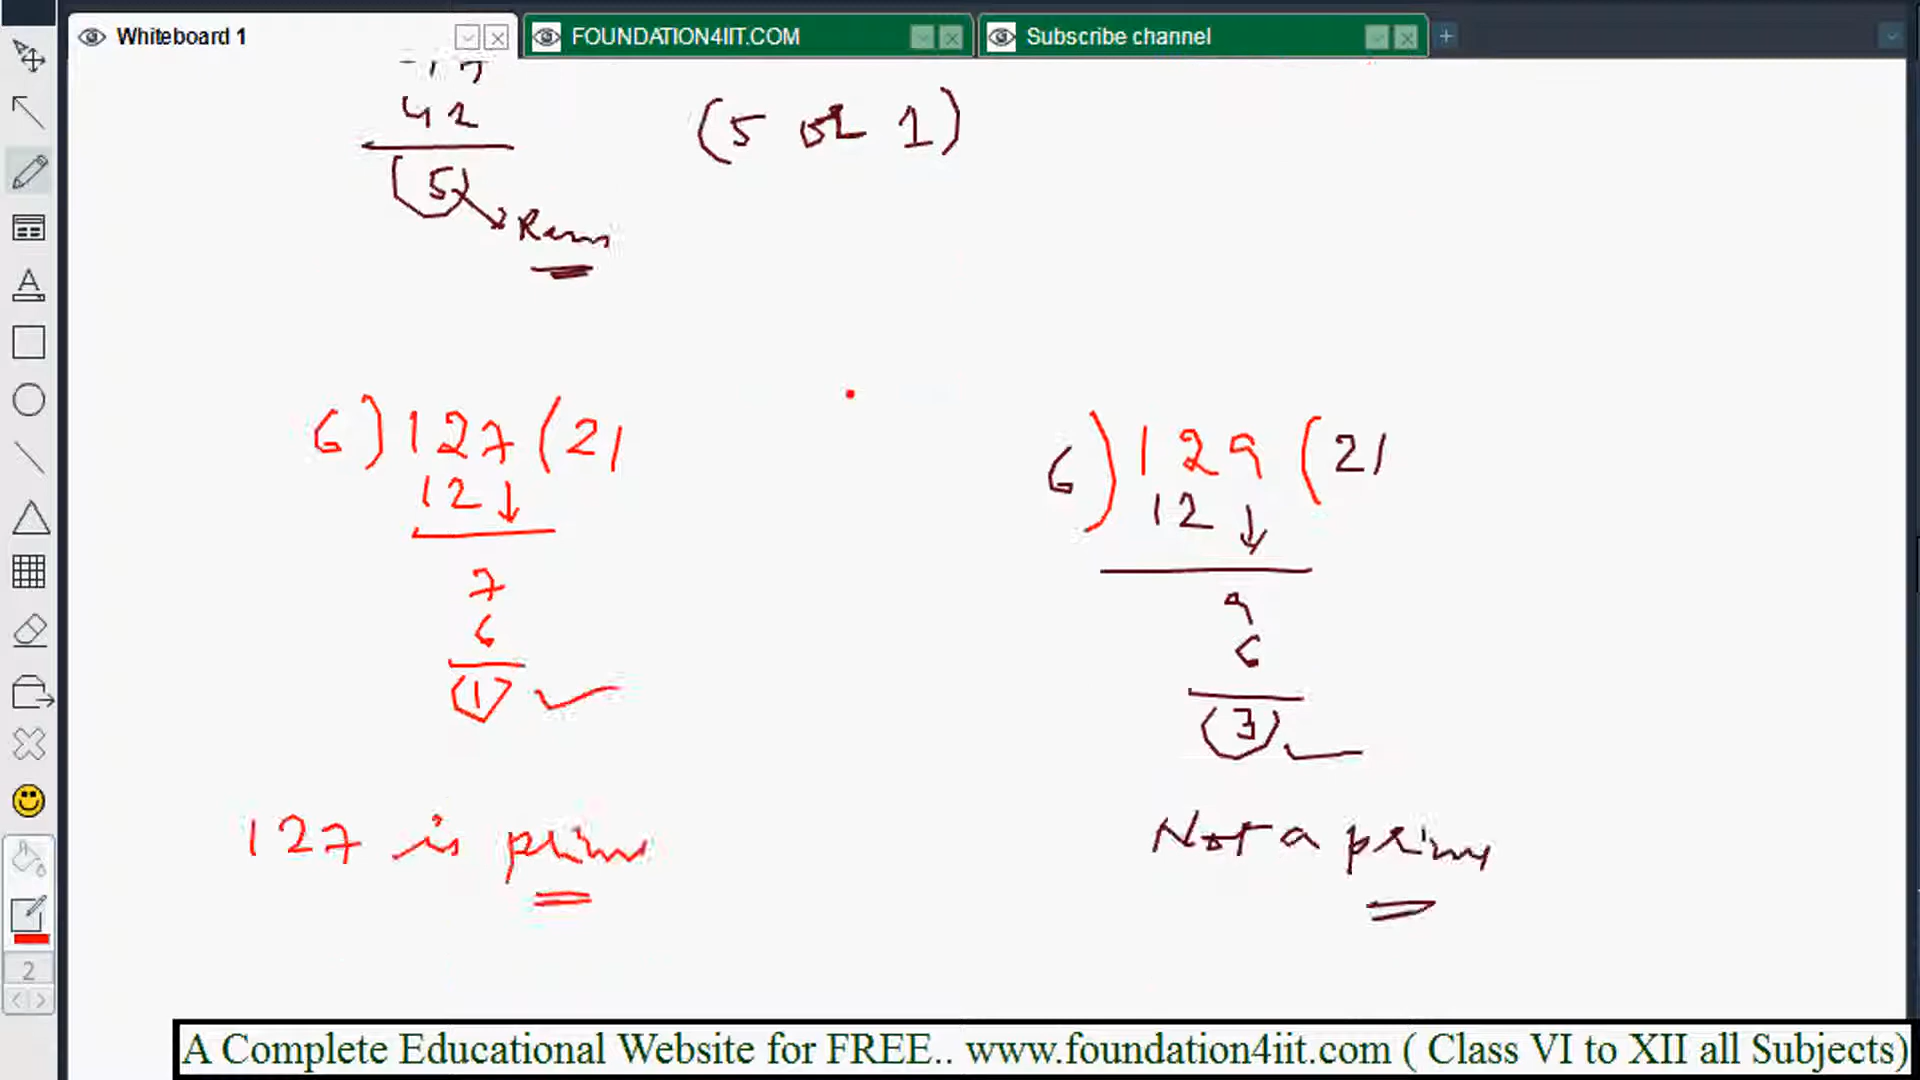 Whiteboard 1
FOUNDATION4IIT.COM
Subscribe channel
42
(5 or 1)
(5)
Rem
6)127(21
12↓
7
6
(1)
127 is prime
6)129(21
12↓
9
6
(3)
Not a prime
2
A Complete Educational Website for FREE.. www.foundation4iit.com ( Class VI to XII all Subjects)